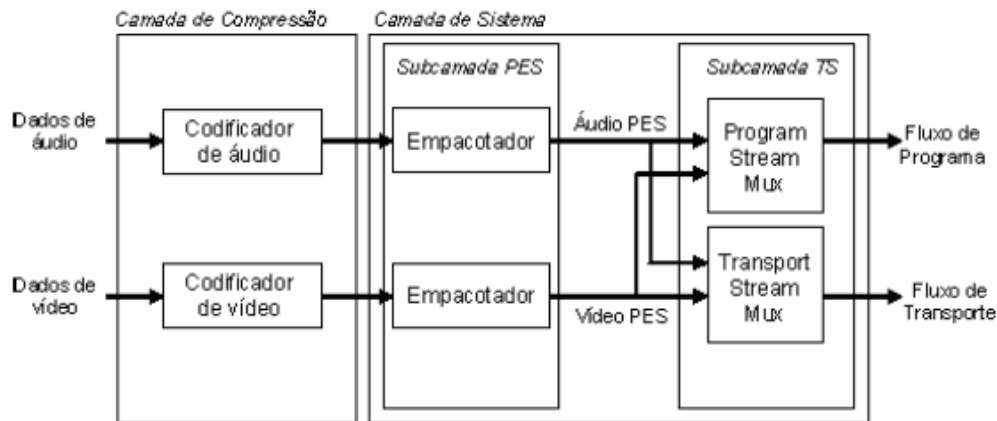 Camada de Compressão
Camada de Sistema
Subcamada PES
Subcamada TS
Dados de
áudio
Codificador
de áudio
Empacotador
Áudio PES
Program
Stream
Mux
Fluxo de
Programa
Dados de
vídeo
Codificador
de vídeo
Empacotador
Vídeo PES
Transport
Stream
Mux
Fluxo de
Transporte